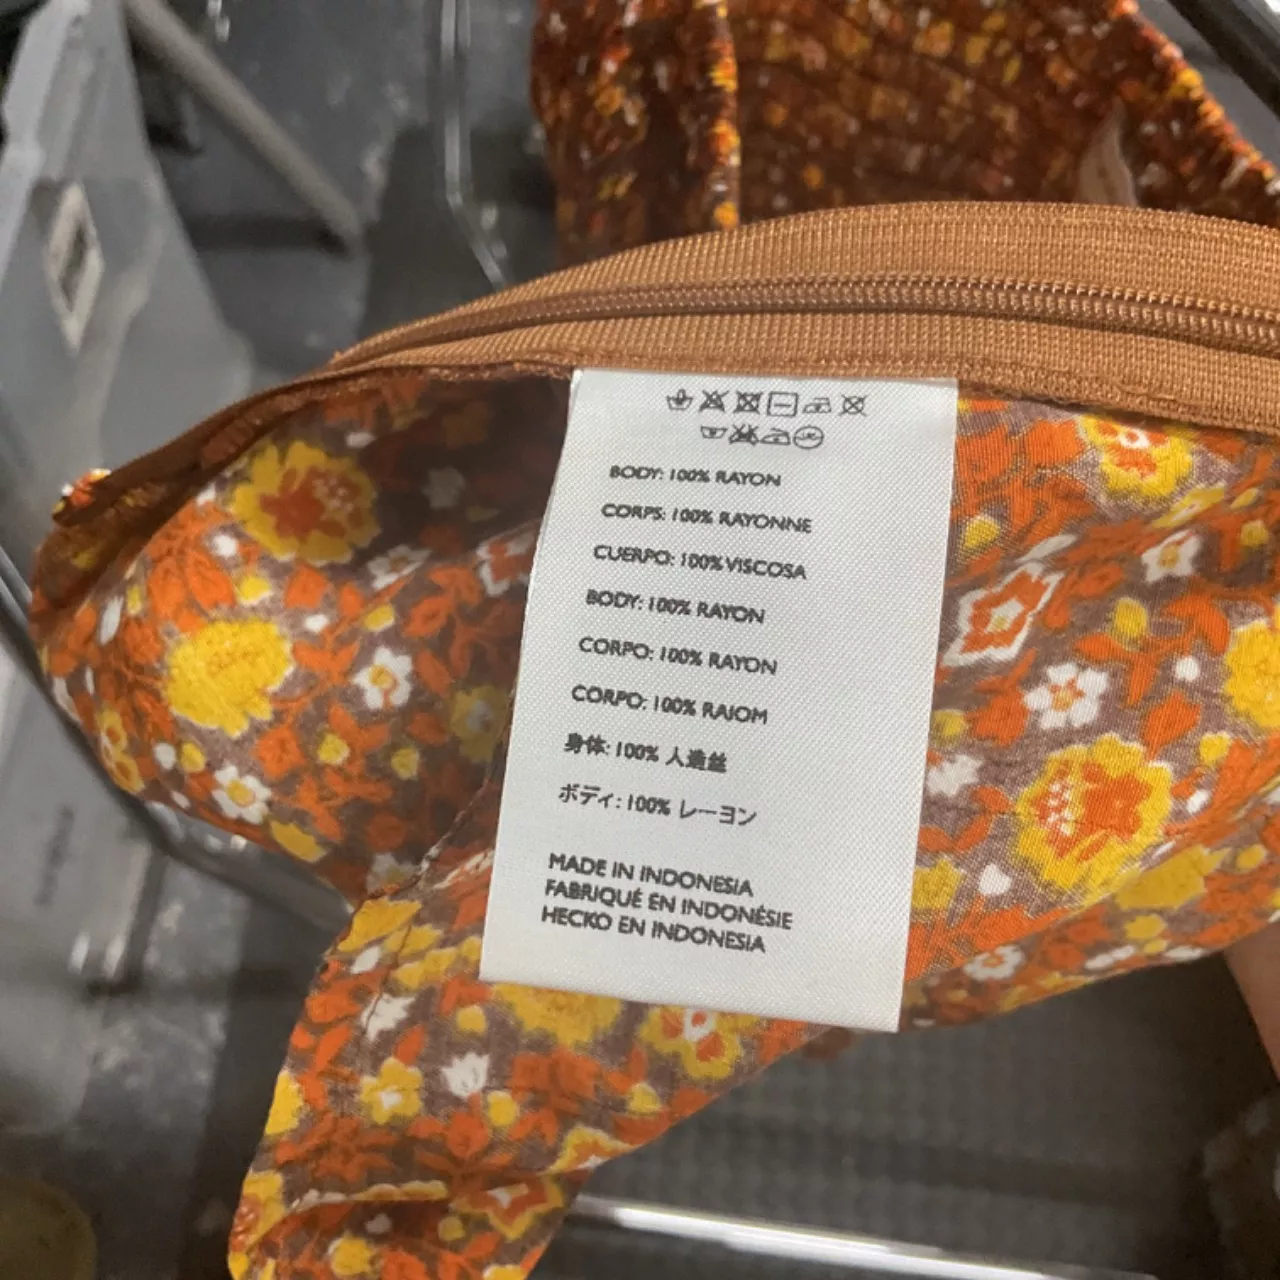 BODY: 100% RAYON
CORPS: 100% RAYONNE
CUERPO: 100% VISCOSA
BODY: 100% RAYON
CORPO: 100% RAYON
CORPO: 100% RAIOM
身体: 100% 人造丝
ボディ: 100% レーヨン
MADE IN INDONESIA
FABRIQUÉ EN INDONÉSIE
HECKO EN INDONESIA